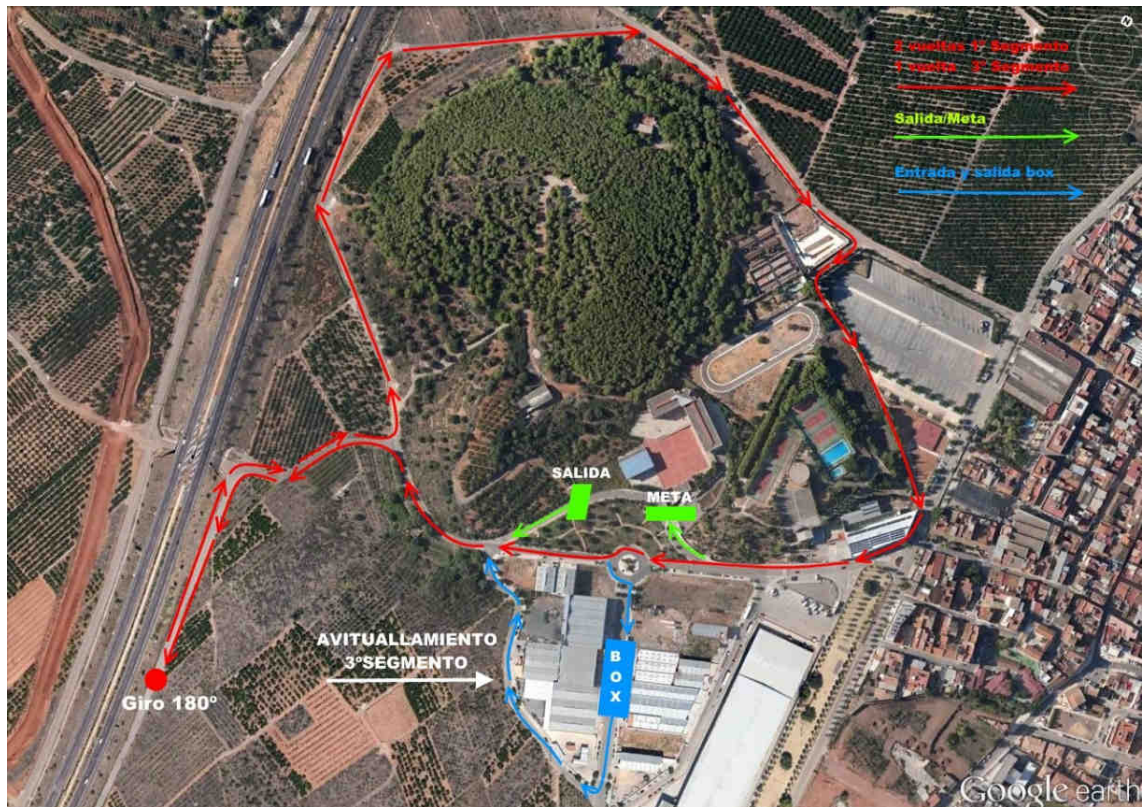 2 vueltas 1º Segmento
1 vuelta 3º Segmento
Salida/Meta
Entrada y salida box
SALIDA
META
AVITUALLAMIENTO
3ºSEGMENTO
B
O
X
Giro 180º
Google earth